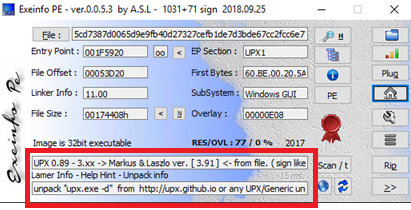 Exeinfo PE - ver.0.0.5.3 by A.S.L - 1031+71 sign 2018.09.25
Exeinfo Pe
File : 5cd7387d0065d9e9fb40d27327cefb1de7d3bde67cc2fcc6e7 H
Entry Point : 001F5920 oo < EP Section : UPX1
File Offset : 00053D20 First Bytes : 60.BE.00.20.5A Plug
Linker Info : 11.00 SubSystem : Windows GUI PE
File Size : 00174408h < N Overlay : 00000E08
Image is 32bit executable RES/OVL : 77 / 0 % 2017
UPX 0.89 - 3.xx -> Markus & Laszlo ver. [ 3.91 ] <- from file. ( sign like Scan / t Rip
Lamer Info - Help Hint - Unpack info 15 ms.
unpack "upx.exe -d" from http://upx.github.io or any UPX/Generic un >>